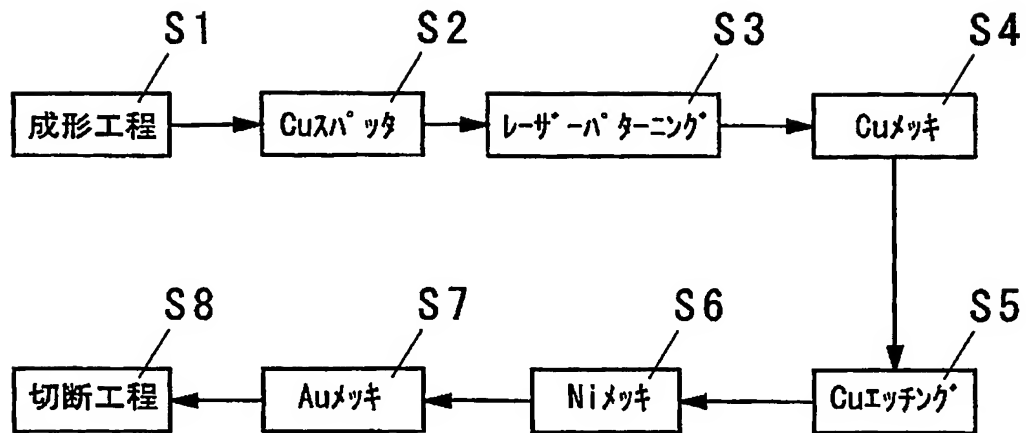 S1
S2
S3
S4
成形工程
Cuスパッタ
レーザーパターニング
Cuメッキ
S8
S7
S6
S5
切断工程
Auメッキ
Niメッキ
Cuエッチング